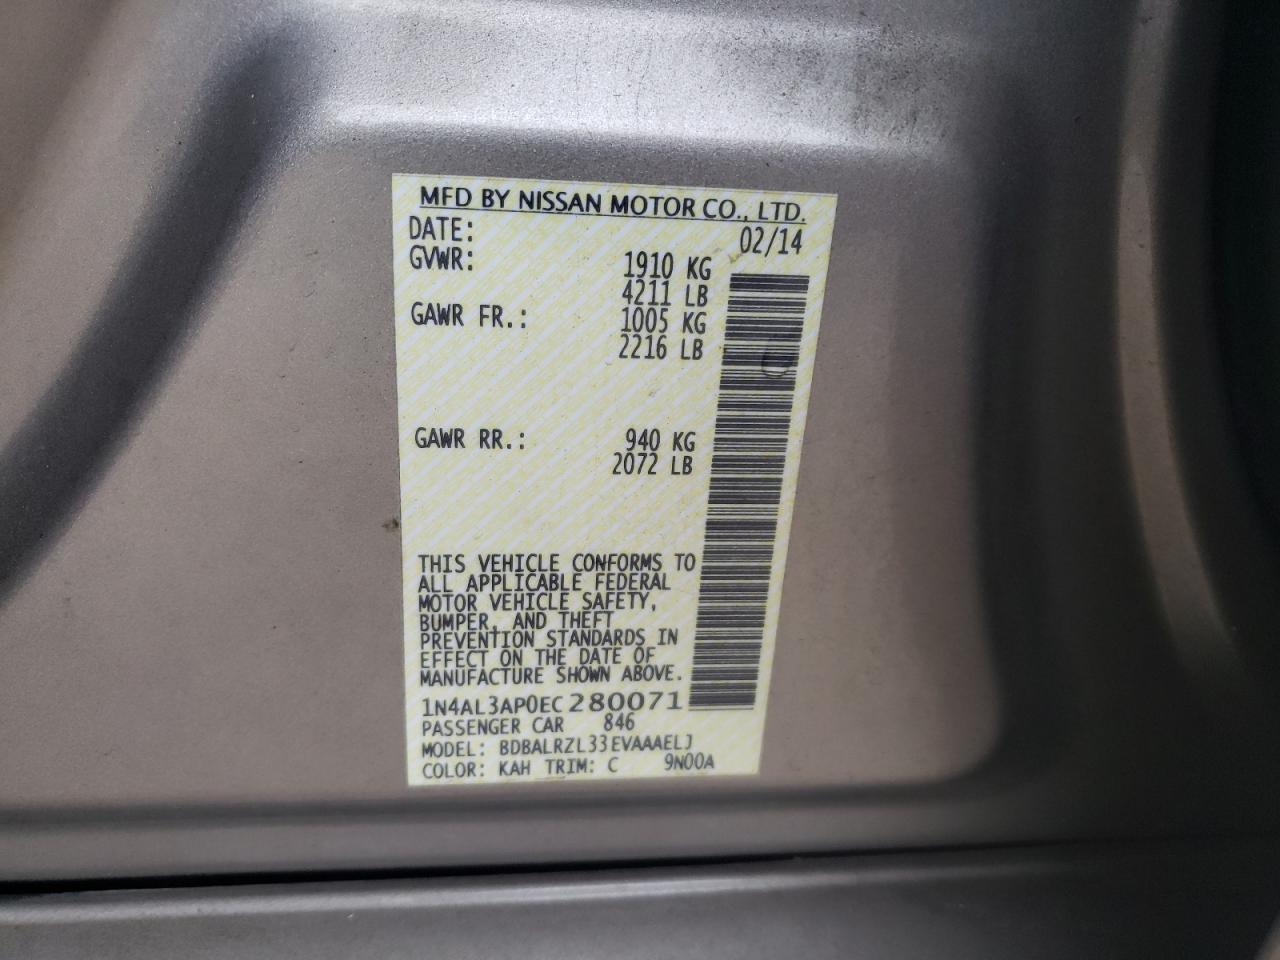 MFD BY NISSAN MOTOR CO., LTD.
DATE: 02/14
GVWR: 1910 KG
4211 LB
GAWR FR.: 1005 KG
2216 LB
GAWR RR.: 940 KG
2072 LB
THIS VEHICLE CONFORMS TO
ALL APPLICABLE FEDERAL
MOTOR VEHICLE SAFETY,
BUMPER, AND THEFT
PREVENTION STANDARDS IN
EFFECT ON THE DATE OF
MANUFACTURE SHOWN ABOVE.
1N4AL3AP0EC280071
PASSENGER CAR 846
MODEL: BDBALRZL33EVAAAELJ
COLOR: KAH TRIM: C 9N00A